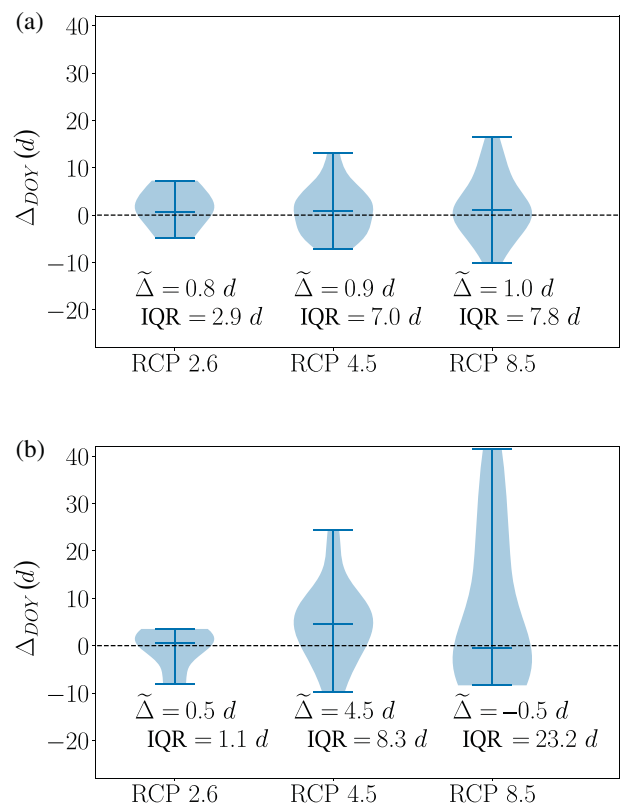 (a)
40
30
20
10
0
−10
−20
Δ_DOY (d)
Δ̃ = 0.8 d
IQR = 2.9 d
Δ̃ = 0.9 d
IQR = 7.0 d
Δ̃ = 1.0 d
IQR = 7.8 d
RCP 2.6
RCP 4.5
RCP 8.5
(b)
40
30
20
10
0
−10
−20
Δ_DOY (d)
Δ̃ = 0.5 d
IQR = 1.1 d
Δ̃ = 4.5 d
IQR = 8.3 d
Δ̃ = –0.5 d
IQR = 23.2 d
RCP 2.6
RCP 4.5
RCP 8.5